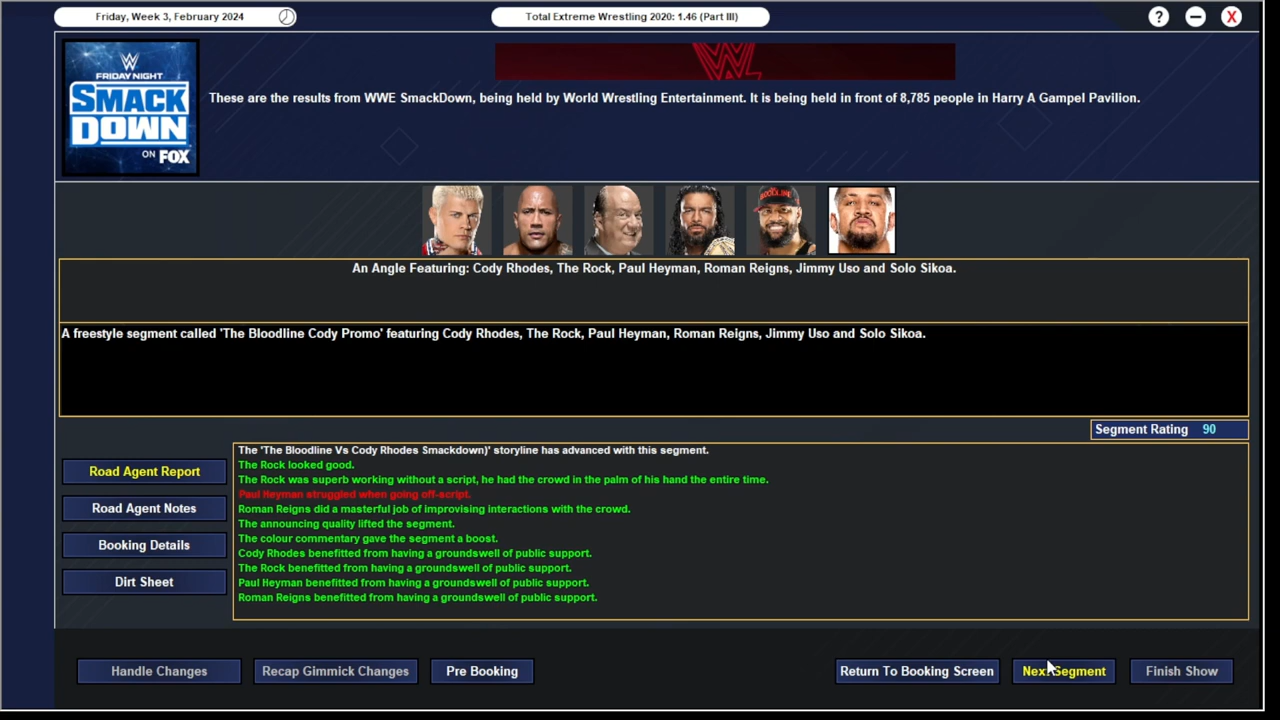 Friday, Week 3, February 2024
Total Extreme Wrestling 2020: 1.46 (Part III)
?
X
W
FRIDAY NIGHT
SMACK
DOWN
ON FOX
These are the results from WWE SmackDown, being held by World Wrestling Entertainment. It is being held in front of 8,785 people in Harry A Gampel Pavilion.
An Angle Featuring: Cody Rhodes, The Rock, Paul Heyman, Roman Reigns, Jimmy Uso and Solo Sikoa.
A freestyle segment called 'The Bloodline Cody Promo' featuring Cody Rhodes, The Rock, Paul Heyman, Roman Reigns, Jimmy Uso and Solo Sikoa.
Segment Rating 90
Road Agent Report
Road Agent Notes
Booking Details
Dirt Sheet
The 'The Bloodline Vs Cody Rhodes Smackdown)' storyline has advanced with this segment.
The Rock looked good.
The Rock was superb working without a script, he had the crowd in the palm of his hand the entire time.
Paul Heyman struggled when going off-script.
Roman Reigns did a masterful job of improvising interactions with the crowd.
The announcing quality lifted the segment.
The colour commentary gave the segment a boost.
Cody Rhodes benefitted from having a groundswell of public support.
The Rock benefitted from having a groundswell of public support.
Paul Heyman benefitted from having a groundswell of public support.
Roman Reigns benefitted from having a groundswell of public support.
Handle Changes
Recap Gimmick Changes
Pre Booking
Return To Booking Screen
Next Segment
Finish Show